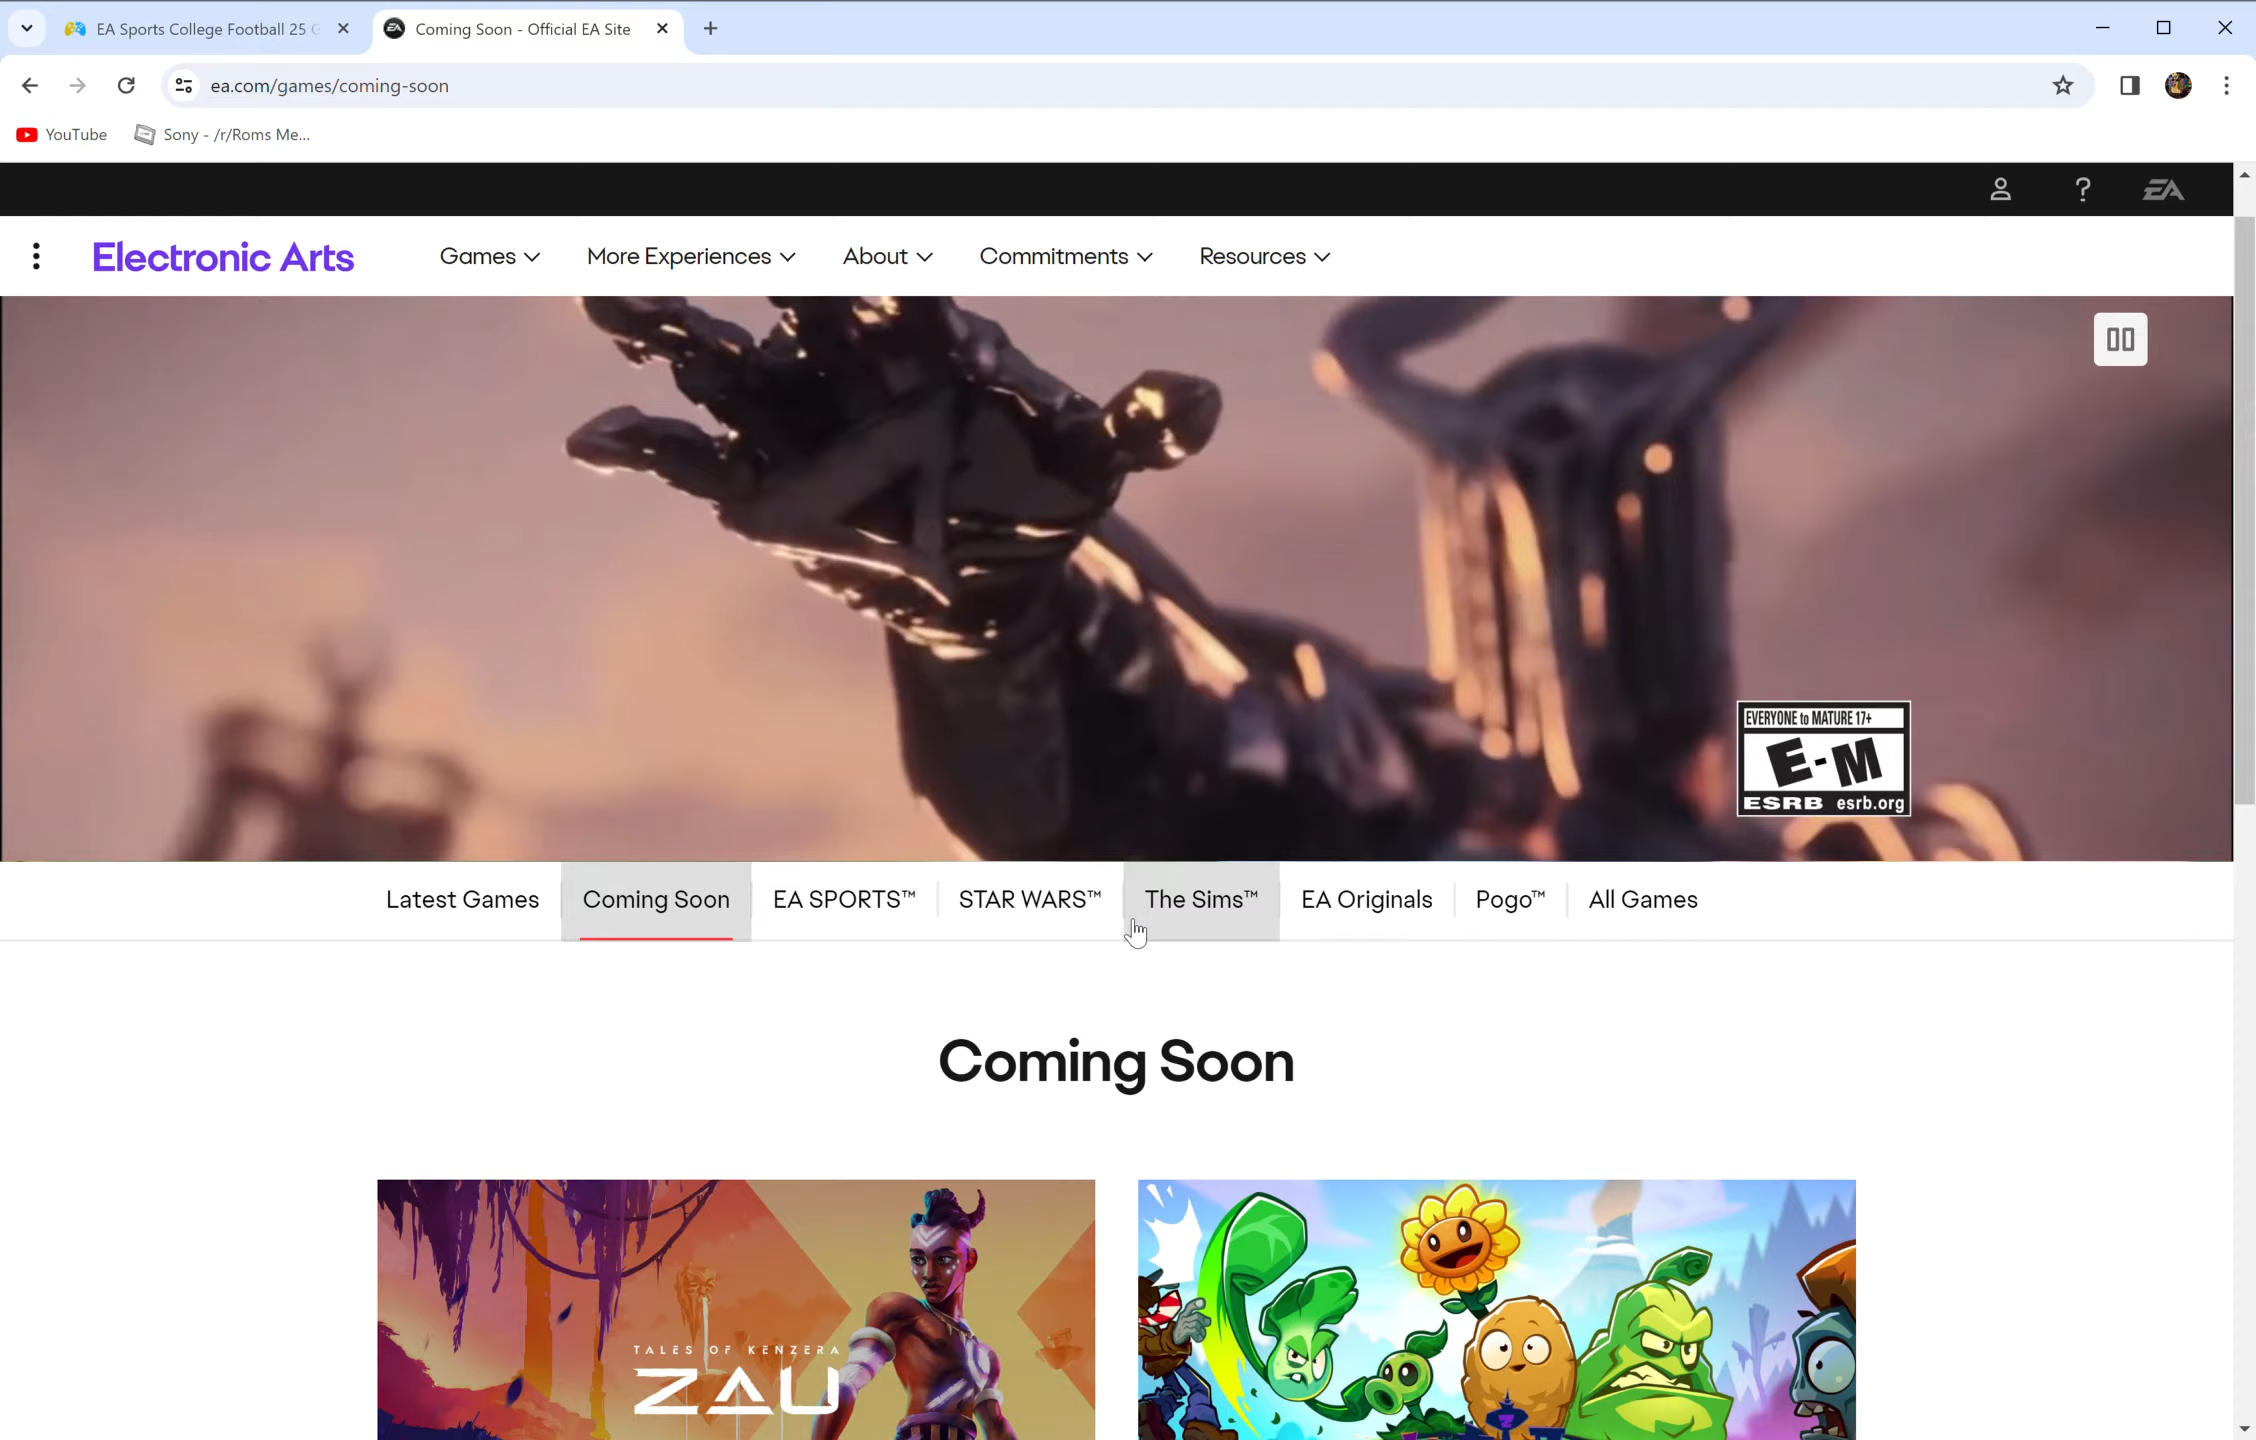 EA Sports College Football 25 G
Coming Soon - Official EA Site
ea.com/games/coming-soon
YouTube
Sony - /r/Roms Me...
EA
Electronic Arts
Games
More Experiences
About
Commitments
Resources
EVERYONE to MATURE 17+
E-M
ESRB esrb.org
Latest Games
Coming Soon
EA SPORTS™
STAR WARS™
The Sims™
EA Originals
Pogo™
All Games
Coming Soon
TALES OF KENZERA
ZAU